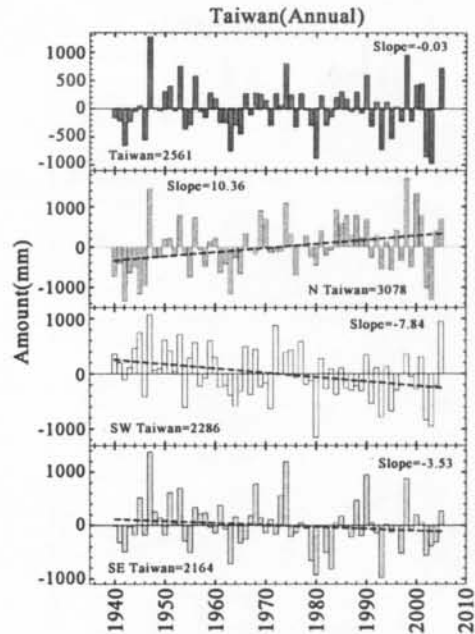 Taiwan(Annual)
1000
500
0
-500
-1000
Slope=-0.03
Taiwan=2561
1000
0
-1000
Slope=10.36
N Taiwan=3078
1000
0
-1000
Slope=-7.84
SW Taiwan=2286
1000
0
-1000
Slope=-3.53
SE Taiwan=2164
Amount(mm)
1940
1950
1960
1970
1980
1990
2000
2010